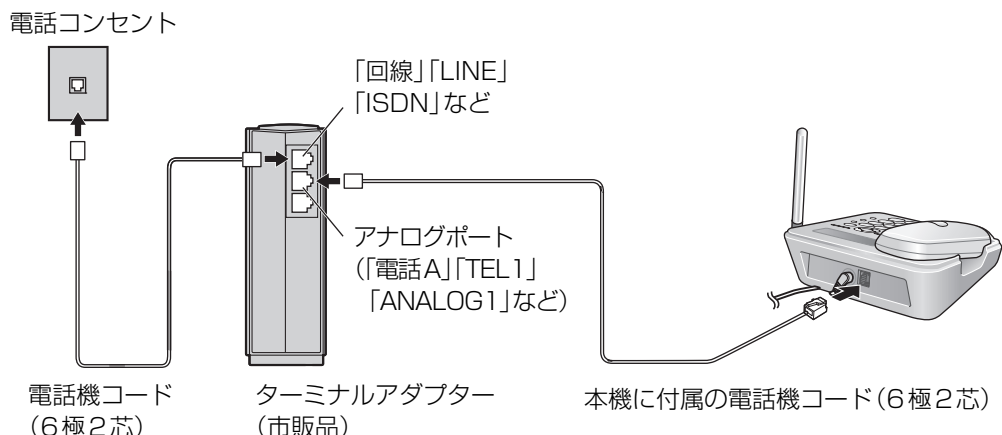 電話コンセント
「回線」「LINE」
「ISDN」など
アナログポート
(「電話A」「TEL1」
「ANALOG1」など)
電話機コード
(6極2芯)
ターミナルアダプター
(市販品)
本機に付属の電話機コード(6極2芯)